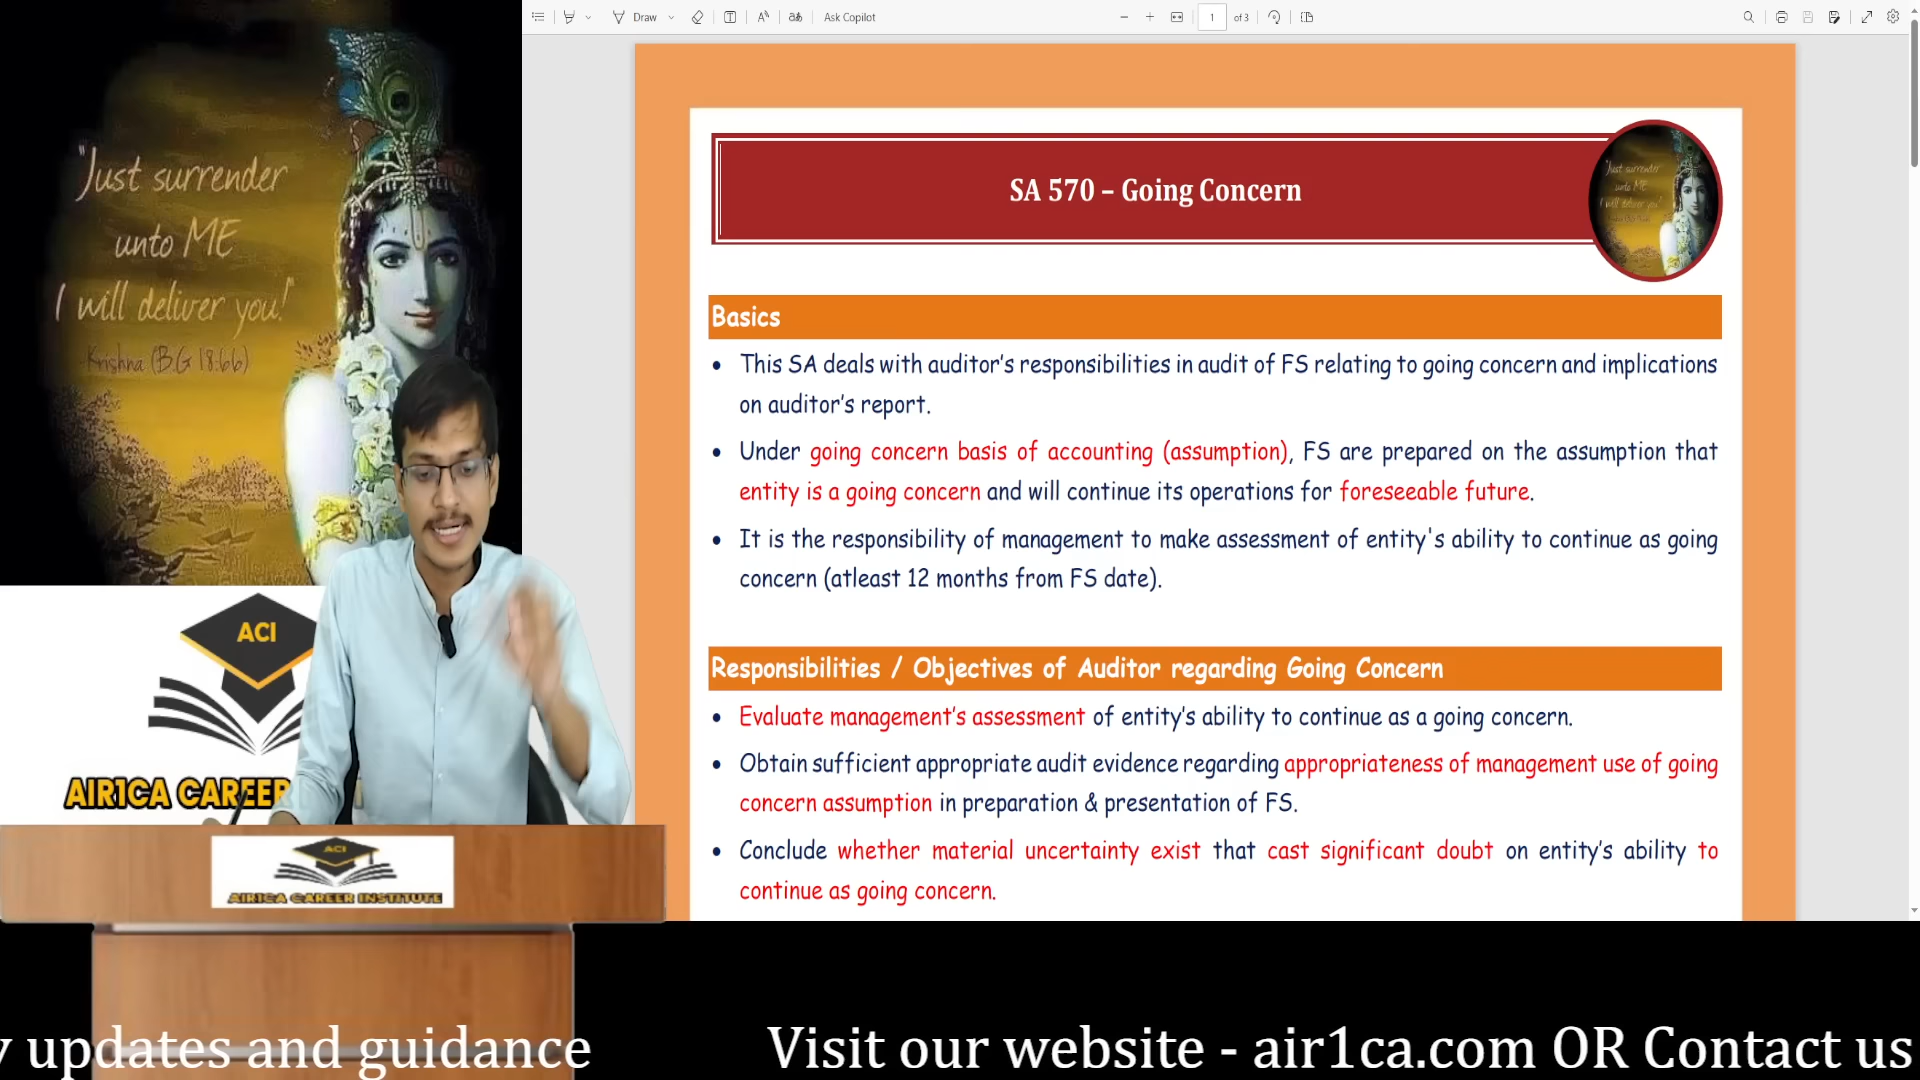 Draw
Ask Copilot
1
of 3
"Just surrender
unto ME
I will deliver you!"
Krishna (B.G 18:66)
SA 570 – Going Concern
Basics
• This SA deals with auditor's responsibilities in audit of FS relating to going concern and implications
on auditor's report.
• Under going concern basis of accounting (assumption), FS are prepared on the assumption that
entity is a going concern and will continue its operations for foreseeable future.
• It is the responsibility of management to make assessment of entity's ability to continue as going
concern (atleast 12 months from FS date).
Responsibilities / Objectives of Auditor regarding Going Concern
• Evaluate management's assessment of entity's ability to continue as a going concern.
• Obtain sufficient appropriate audit evidence regarding appropriateness of management use of going
concern assumption in preparation & presentation of FS.
• Conclude whether material uncertainty exist that cast significant doubt on entity's ability to
continue as going concern.
ACI
AIR1CA CAREER
ACI
AIR1CA CAREER INSTITUTE
updates and guidance
Visit our website - air1ca.com OR Contact us